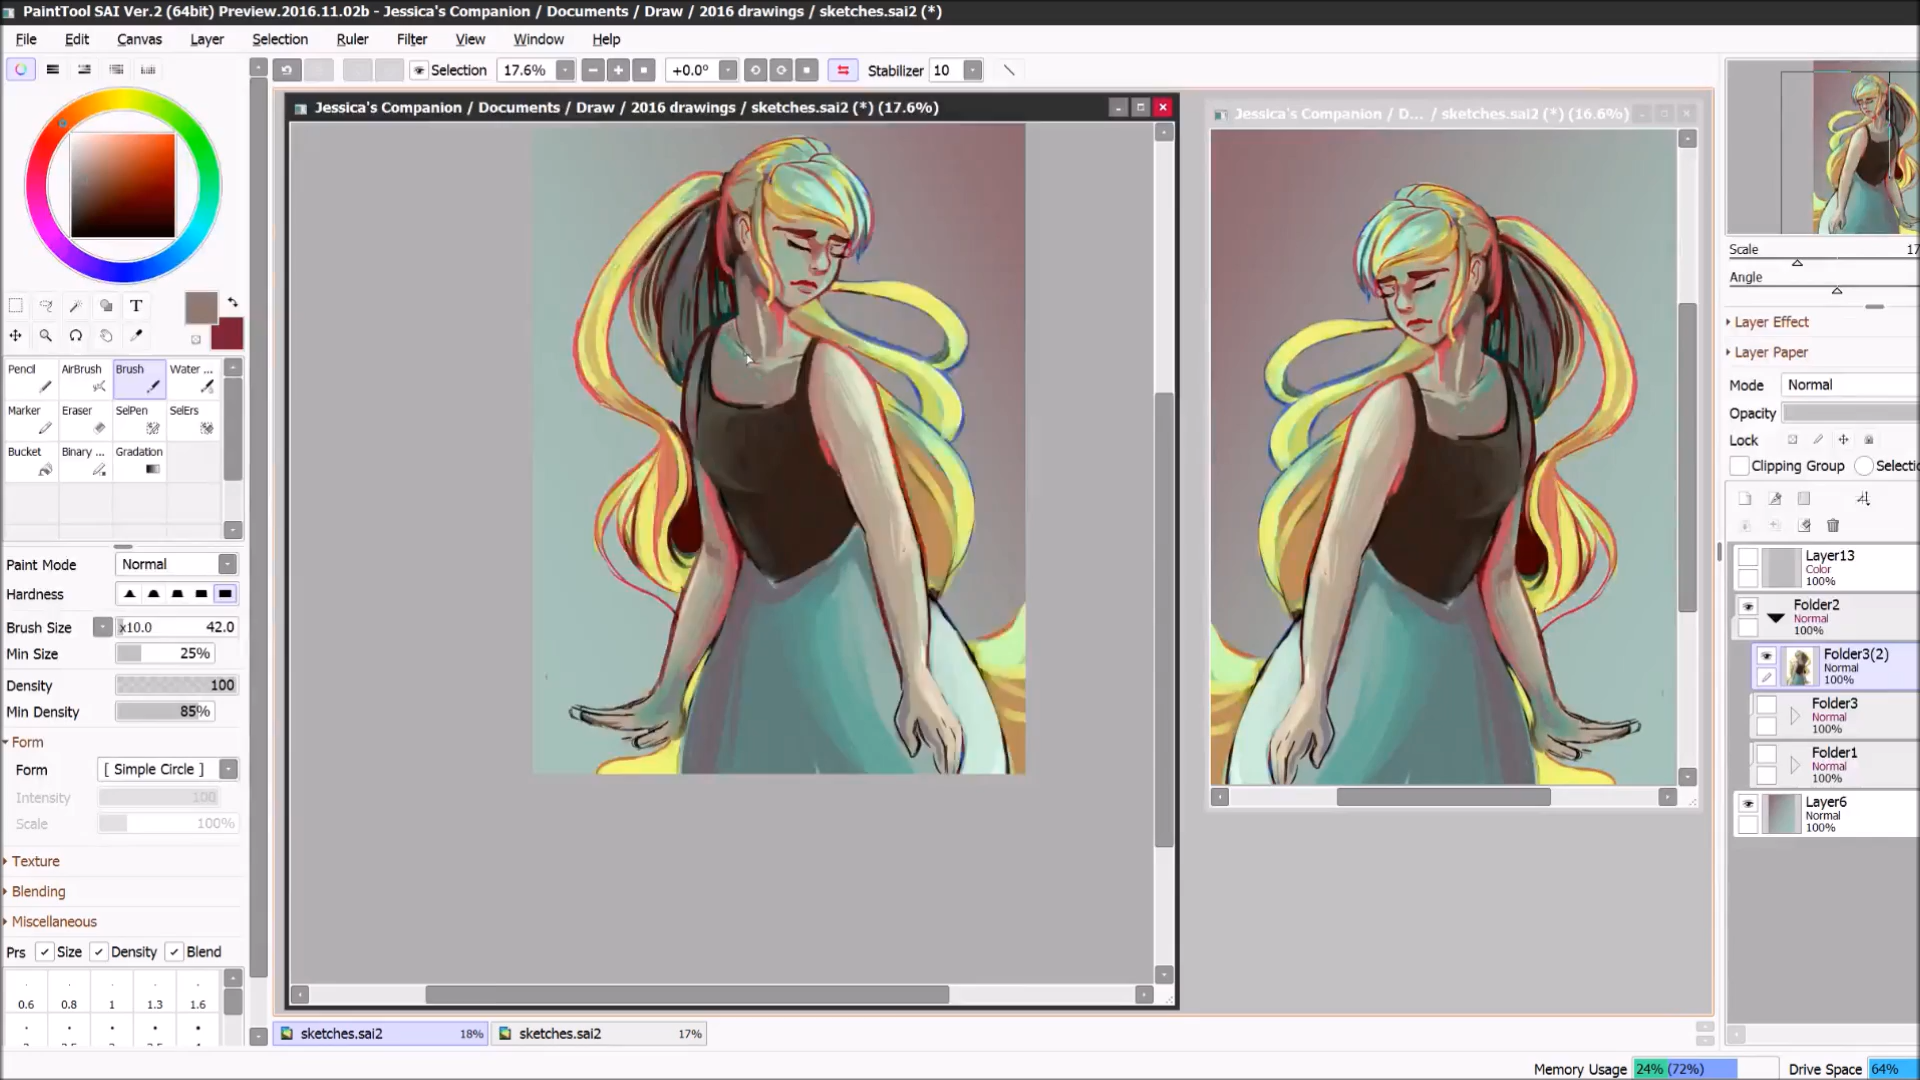 PaintTool SAI Ver.2 (64bit) Preview.2016.11.02b - Jessica's Companion / Documents / Draw / 2016 drawings / sketches.sai2 (*)
File Edit Canvas Layer Selection Ruler Filter View Window Help
Selection 17.6% +0.0° Stabilizer 10
Jessica's Companion / Documents / Draw / 2016 drawings / sketches.sai2 (*) (17.6%)
Jessica's Companion / D... / sketches.sai2 (*) (16.6%)
Scale 17
Angle
T
Pencil AirBrush Brush Water ...
Marker Eraser SelPen SelErs
Bucket Binary ... Gradation
Paint Mode Normal
Hardness
Brush Size x10.0 42.0
Min Size 25%
Density 100
Min Density 85%
Form
Form [ Simple Circle ]
Intensity 100
Scale 100%
Texture
Blending
Miscellaneous
Prs Size Density Blend
0.6 0.8 1 1.3 1.6
Layer Effect
Layer Paper
Mode Normal
Opacity
Lock
Clipping Group Selectio
Layer13
Color
100%
Folder2
Normal
100%
Folder3(2)
Normal
100%
Folder3
Normal
100%
Folder1
Normal
100%
Layer6
Normal
100%
sketches.sai2 18% sketches.sai2 17%
Memory Usage 24% (72%) Drive Space 64%